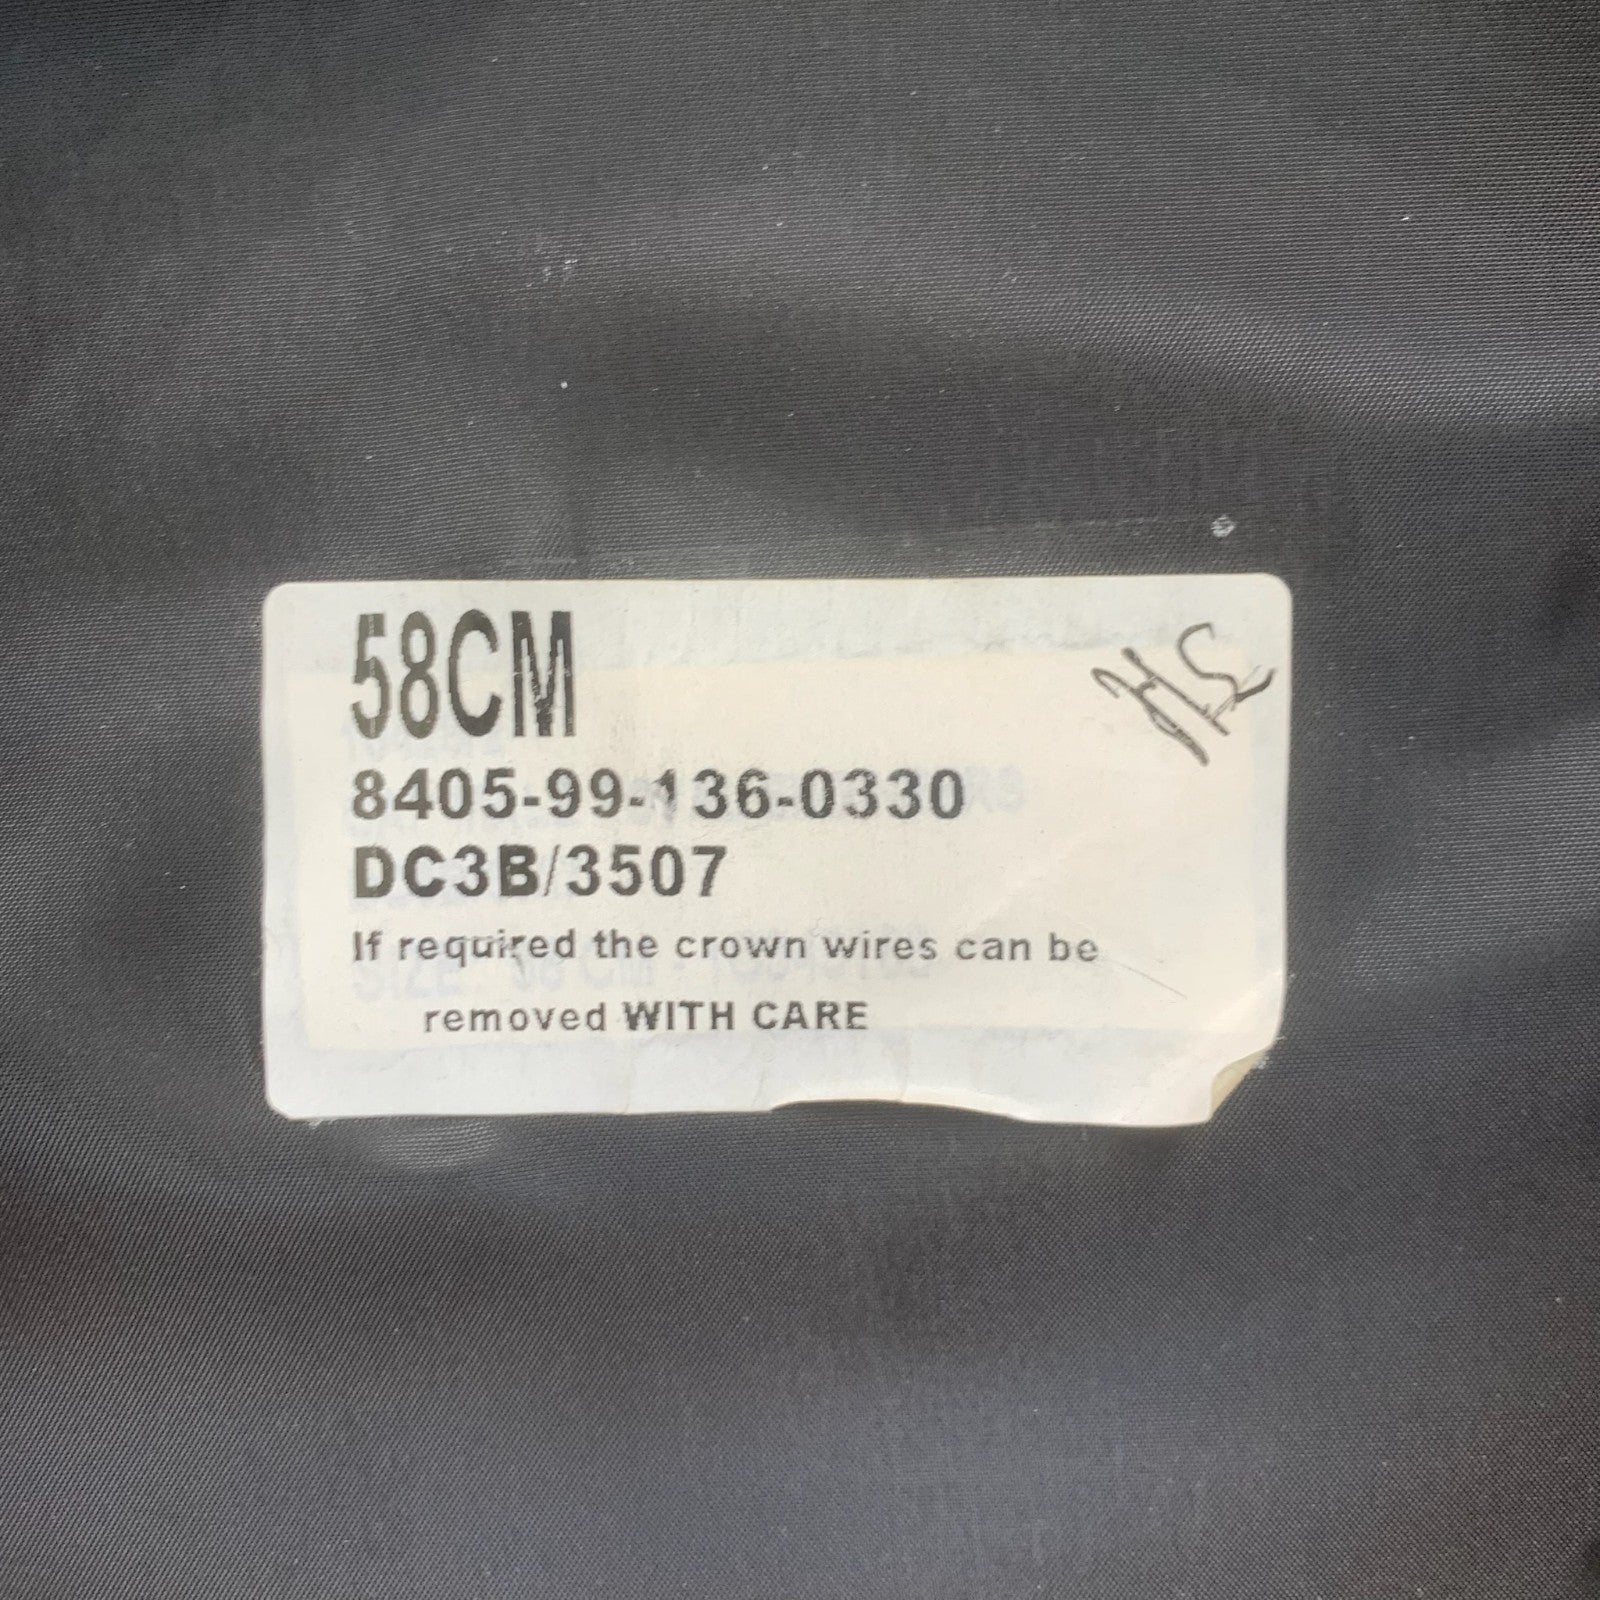 58CM
8405-99-136-0330
DC3B/3507
If required the crown wires can be
removed WITH CARE